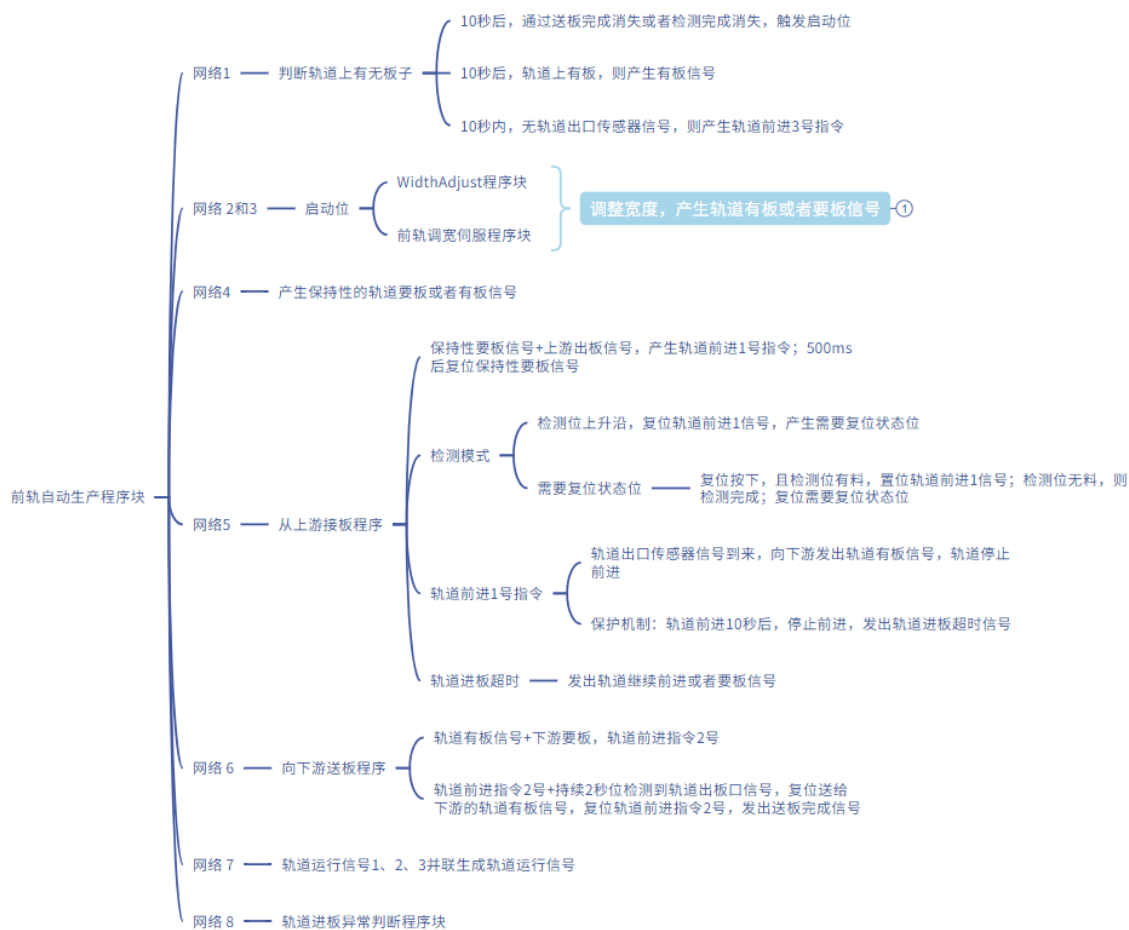 前轨自动生产程序块
网络1
判断轨道上有无板子
10秒后，通过送板完成消失或者检测完成消失，触发启动位
10秒后，轨道上有板，则产生有板信号
10秒内，无轨道出口传感器信号，则产生轨道前进3号指令
网络 2和3
启动位
WidthAdjust程序块
前轨调宽伺服程序块
调整宽度，产生轨道有板或者要板信号
1
网络4
产生保持性的轨道要板或者有板信号
网络5
从上游接板程序
保持性要板信号+上游出板信号，产生轨道前进1号指令；500ms
后复位保持性要板信号
检测模式
检测位上升沿，复位轨道前进1信号，产生需要复位状态位
需要复位状态位
复位按下，且检测位有料，置位轨道前进1信号；检测位无料，则
检测完成；复位需要复位状态位
轨道前进1号指令
轨道出口传感器信号到来，向下游发出轨道有板信号，轨道停止
前进
保护机制：轨道前进10秒后，停止前进，发出轨道进板超时信号
轨道进板超时
发出轨道继续前进或者要板信号
网络 6
向下游送板程序
轨道有板信号+下游要板，轨道前进指令2号
轨道前进指令2号+持续2秒位检测到轨道出板口信号，复位送给
下游的轨道有板信号，复位轨道前进指令2号，发出送板完成信号
网络 7
轨道运行信号1、2、3并联生成轨道运行信号
网络 8
轨道进板异常判断程序块